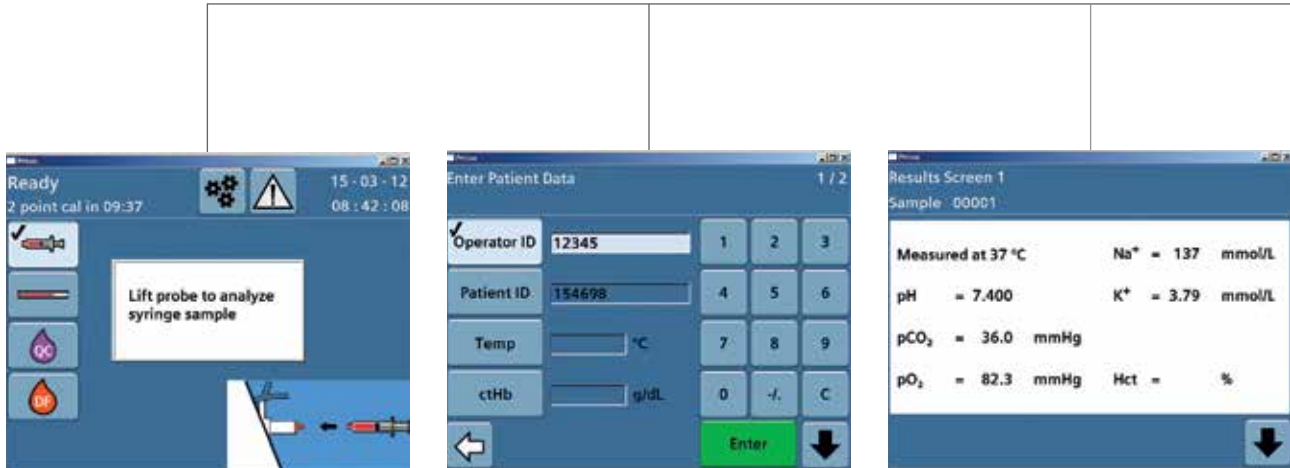 Ready
2 point cal in 09:37
15 - 03 - 12
08 : 42 : 08
Lift probe to analyze
syringe sample
QC
DF
Enter Patient Data 1 / 2
Operator ID 12345
Patient ID 154698
Temp °C
ctHb g/dL
1 2 3
4 5 6
7 8 9
0 -/. C
Enter
Results Screen 1
Sample 00001
Measured at 37 °C Na⁺ = 137 mmol/L
pH = 7.400 K⁺ = 3.79 mmol/L
pCO₂ = 36.0 mmHg
pO₂ = 82.3 mmHg Hct = %